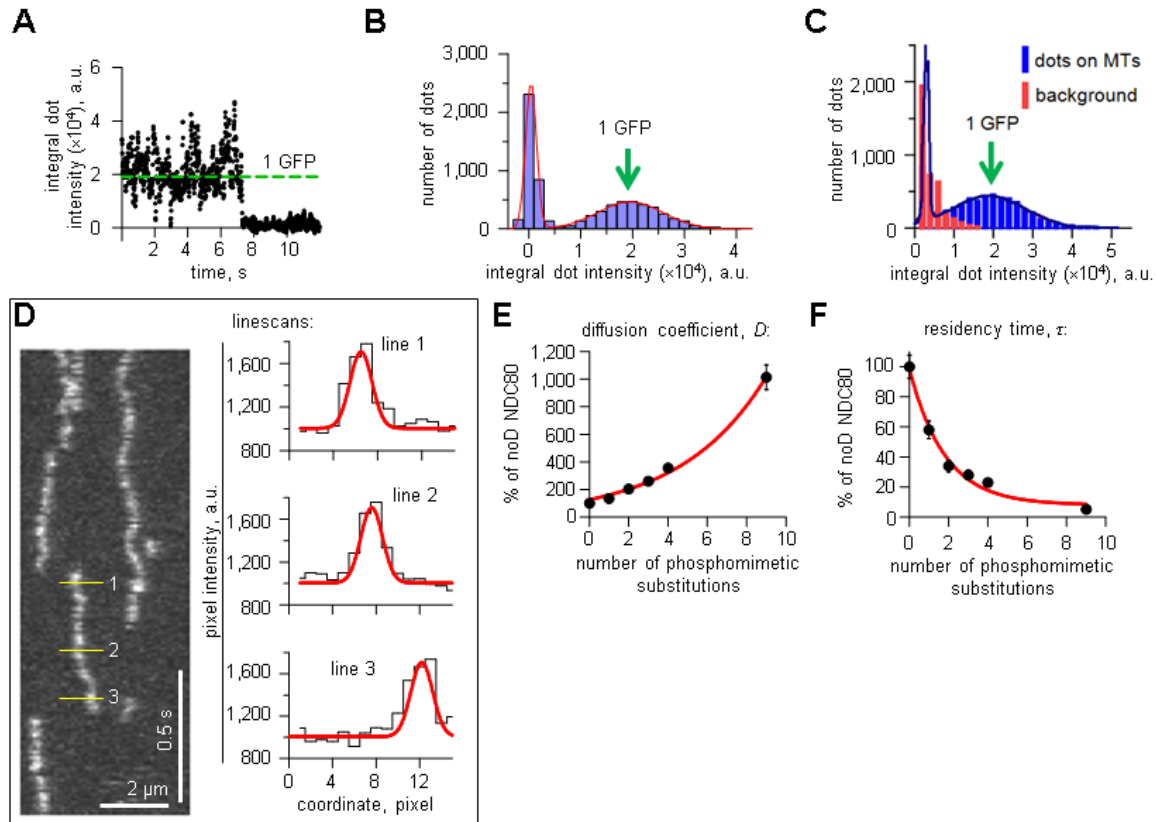 A
integral dot
intensity (×10⁴), a.u.
6
4
2
0
1 GFP
2 4 6 8 10
time, s
B
number of dots
3,000
2,000
1,000
0
1 GFP
0 1 2 3 4
integral dot intensity (×10⁴), a.u.
C
number of dots
2,000
1,000
0
dots on MTs
background
1 GFP
0 1 2 3 4 5
integral dot intensity (×10⁴), a.u.
D
1
2
3
0.5 s
2 µm
linescans:
pixel intensity, a.u.
line 1
1,600
1,200
800
line 2
1,600
1,200
800
line 3
1,600
1,200
800
0 4 8 12
coordinate, pixel
E
diffusion coefficient, D:
% of noD NDC80
1,200
1,000
800
600
400
200
0
0 2 4 6 8 10
number of phosphomimetic
substitutions
F
residency time, τ:
% of noD NDC80
100
80
60
40
20
0
0 2 4 6 8 10
number of phosphomimetic
substitutions